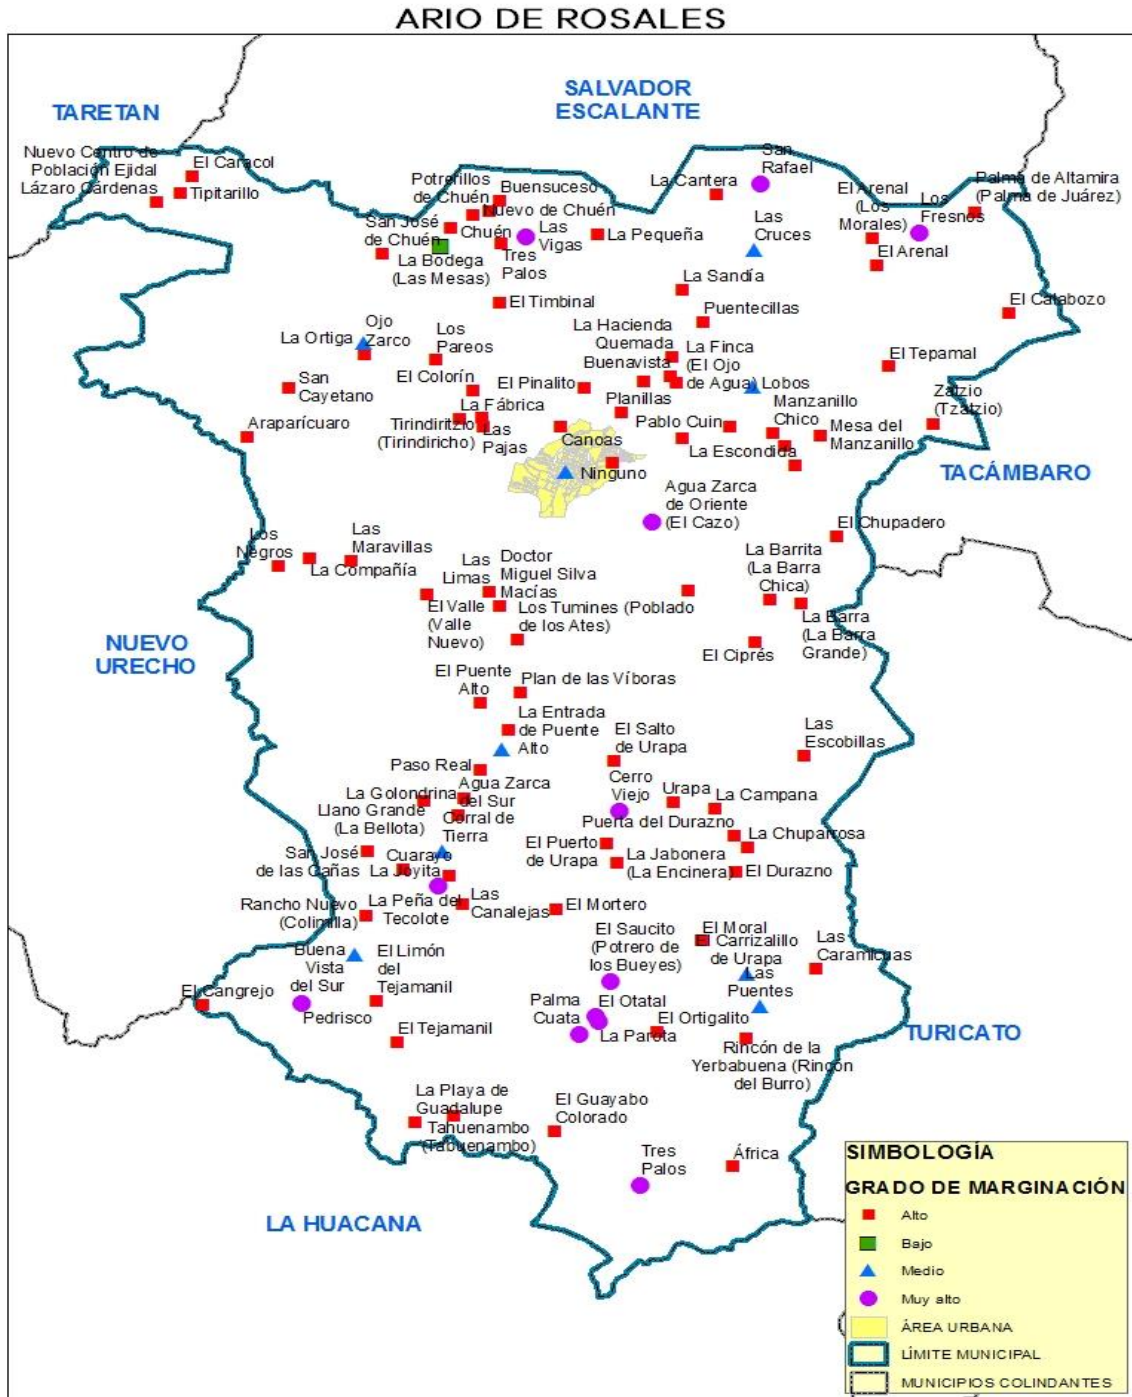 ARIO DE ROSALES
SALVADOR
ESCALANTE
TARETAN
Nuevo Centro de
Población Ejidal
Lázaro Cárdenas
El Caracol
Tipitarillo
Potrerillos
de Chuén
Buensuceso
Nuevo de Chuén
San José
de Chuén
Chuén
La Bodega
(Las Mesas)
Tres
Palos
Las
Vigas
La Pequeña
La Cantera
San
Rafael
Las
Cruces
El Arenal
(Los
Morales)
Los
Fresnos
Palma de Altamira
(Palma de Juárez)
El Arenal
La Sandía
El Timbinal
Puentecillas
El Calabozo
La Ortiga
Ojo
Zarco
Los
Pareos
La Hacienda
Quemada
Buenavista
La Finca
(El Ojo
de Agua)
Lobos
El Tepamal
San
Cayetano
El Colorín
El Pinalito
Planillas
Manzanillo
Chico
Zatzio
(Tzatzio)
Araparícuaro
La Fábrica
Tirindiritzio
(Tirindiricho)
Las
Pajas
Pablo Cuin
Mesa del
Manzanillo
Canoas
La Escondida
Ninguno
TACÁMBARO
Agua Zarca
de Oriente
(El Cazo)
El Chupadero
Los
Negros
Las
Maravillas
La Compañía
Las
Limas
Doctor
Miguel Silva
Macías
La Barrita
(La Barra
Chica)
El Valle
(Valle
Nuevo)
Los Tumines (Poblado
de los Ates)
La Barra
(La Barra
Grande)
NUEVO
URECHO
El Ciprés
El Puente
Alto
Plan de las Víboras
La Entrada
de Puente
Alto
El Salto
de Urapa
Las
Escobillas
Paso Real
Cerro
Viejo
La Golondrina
Agua Zarca
del Sur
Urapa
La Campana
Llano Grande
(La Bellota)
Corral de
Tierra
Puerta del Durazno
La Chuparrosa
San José
de las Cañas
Cuarayo
El Puerto
de Urapa
La Jabonera
(La Encinera)
El Durazno
La Joyita
Rancho Nuevo
(Colimilla)
La Peña del
Tecolote
Las
Canalejas
El Mortero
El Saucito
(Potrero de
los Bueyes)
El Moral
El Carrizalillo
de Urapa
Las
Caramicuas
Buena
Vista
del Sur
El Limón
del
Tejamanil
Las
Puentes
El Cangrejo
Pedrisco
Palma
Cuata
El Otatal
El Ortigalito
TURICATO
El Tejamanil
La Parota
Rincón de la
Yerbabuena (Rincón
del Burro)
La Playa de
Guadalupe
Tahuenambo
(Tabuenambo)
El Guayabo
Colorado
Tres
Palos
África
LA HUACANA
SIMBOLOGÍA
GRADO DE MARGINACIÓN
Alto
Bajo
Medio
Muy alto
ÁREA URBANA
LÍMITE MUNICIPAL
MUNICIPIOS COLINDANTES